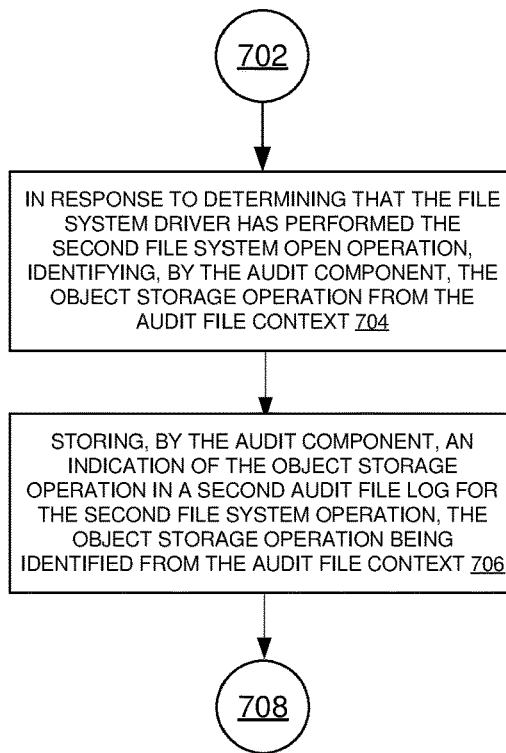 702
IN RESPONSE TO DETERMINING THAT THE FILE
SYSTEM DRIVER HAS PERFORMED THE
SECOND FILE SYSTEM OPEN OPERATION,
IDENTIFYING, BY THE AUDIT COMPONENT, THE
OBJECT STORAGE OPERATION FROM THE
AUDIT FILE CONTEXT 704
STORING, BY THE AUDIT COMPONENT, AN
INDICATION OF THE OBJECT STORAGE
OPERATION IN A SECOND AUDIT FILE LOG FOR
THE SECOND FILE SYSTEM OPERATION, THE
OBJECT STORAGE OPERATION BEING
IDENTIFIED FROM THE AUDIT FILE CONTEXT 706
708